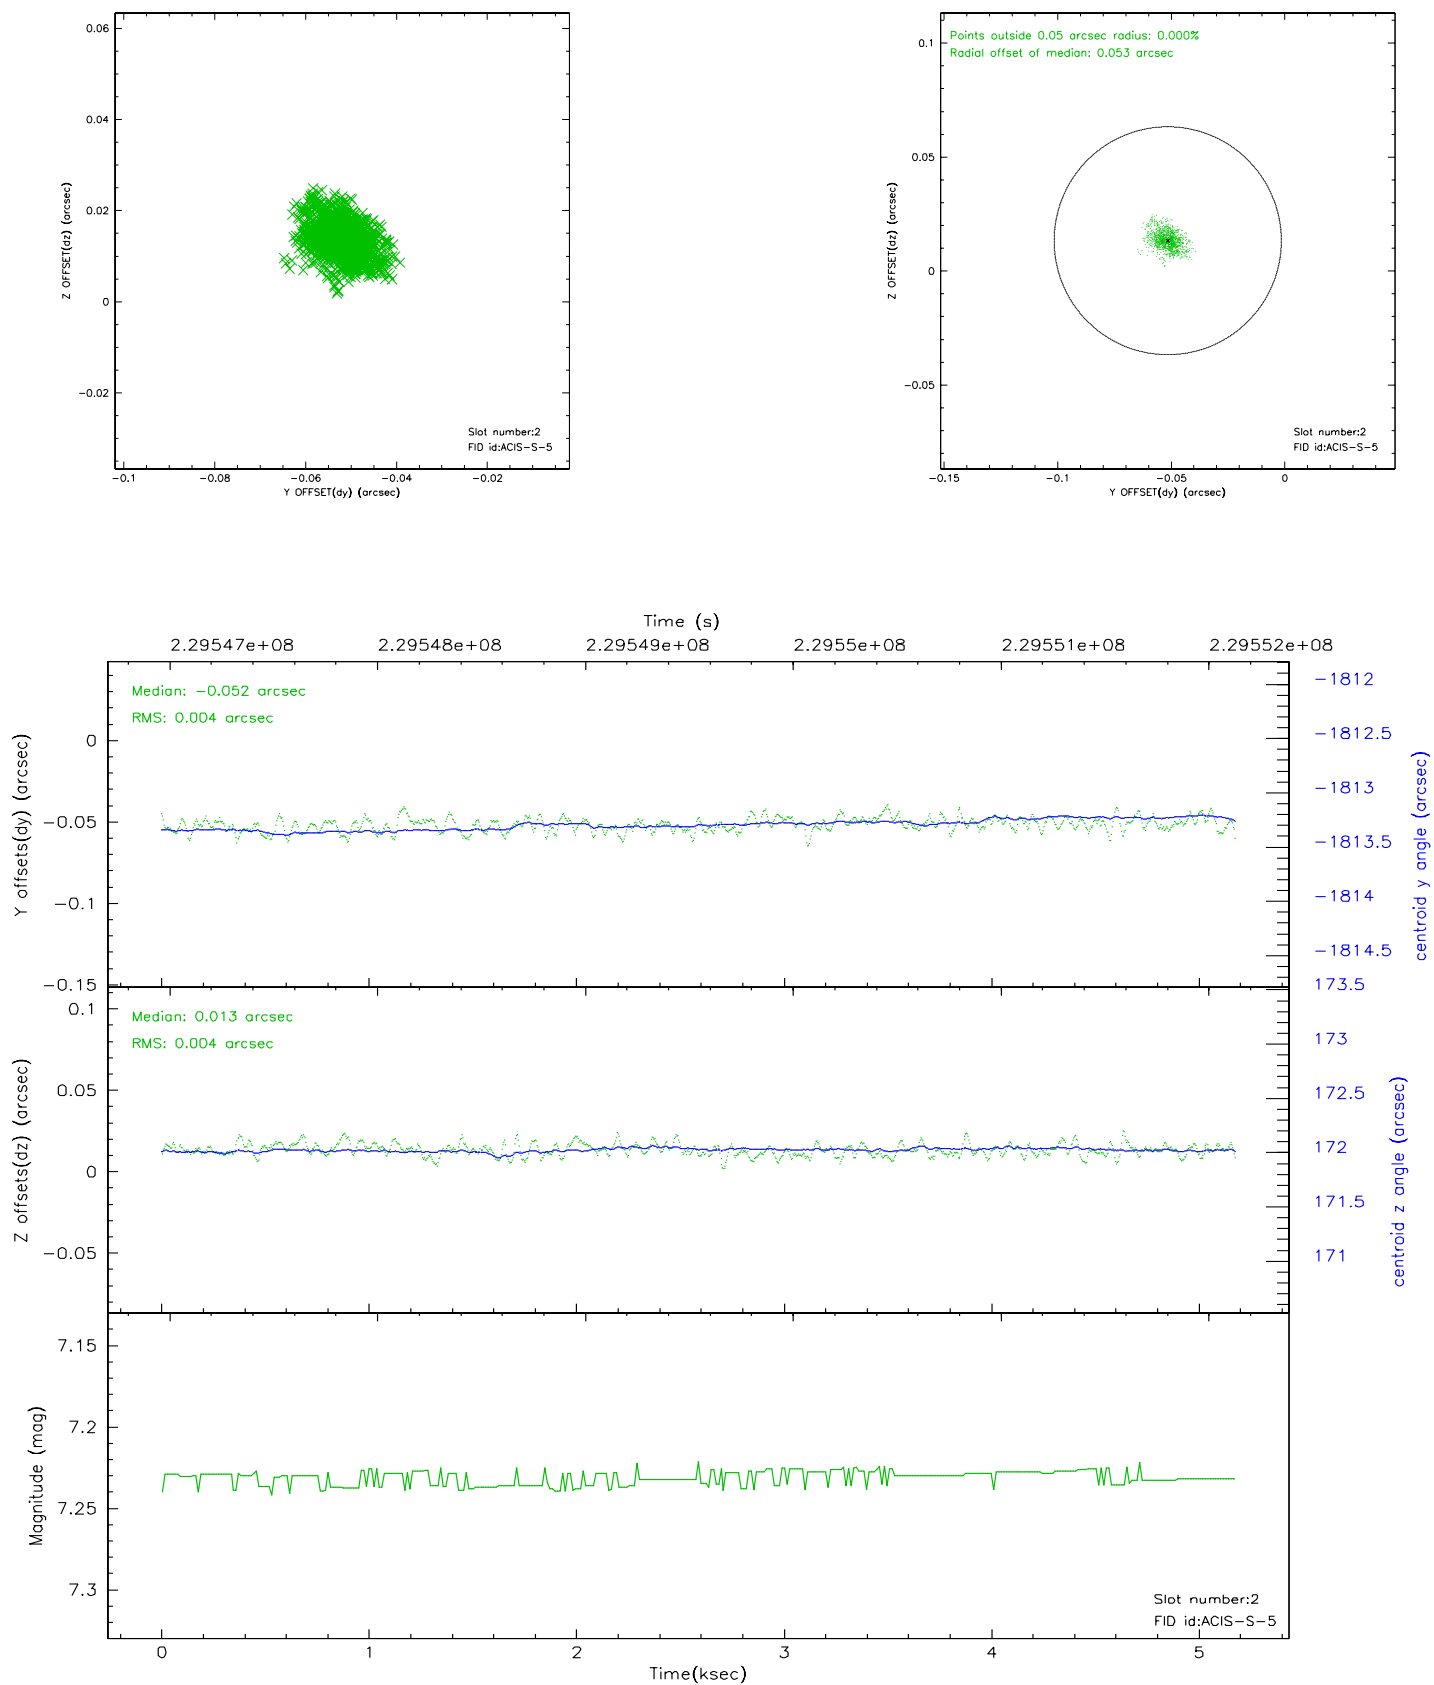 0.06
0.04
0.02
0
−0.02
Z OFFSET(dz) (arcsec)
Slot number:2
FID id:ACIS−S−5
−0.1 −0.08 −0.06 −0.04 −0.02
Y OFFSET(dy) (arcsec)
Points outside 0.05 arcsec radius: 0.000%
Radial offset of median: 0.053 arcsec
0.1
0.05
0
−0.05
Z OFFSET(dz) (arcsec)
Slot number:2
FID id:ACIS−S−5
−0.15 −0.1 −0.05 0
Y OFFSET(dy) (arcsec)
Time (s)
2.29547e+08 2.29548e+08 2.29549e+08 2.2955e+08 2.29551e+08 2.29552e+08
Median: −0.052 arcsec
RMS: 0.004 arcsec
0
−0.05
−0.1
−0.15
Y offsets(dy) (arcsec)
−1812
−1812.5
−1813
−1813.5
−1814
−1814.5
centroid y angle (arcsec)
Median: 0.013 arcsec
RMS: 0.004 arcsec
0.1
0.05
0
−0.05
Z offsets(dz) (arcsec)
173.5
173
172.5
172
171.5
171
centroid z angle (arcsec)
7.15
7.2
7.25
7.3
Magnitude (mag)
Slot number:2
FID id:ACIS−S−5
0 1 2 3 4 5
Time(ksec)